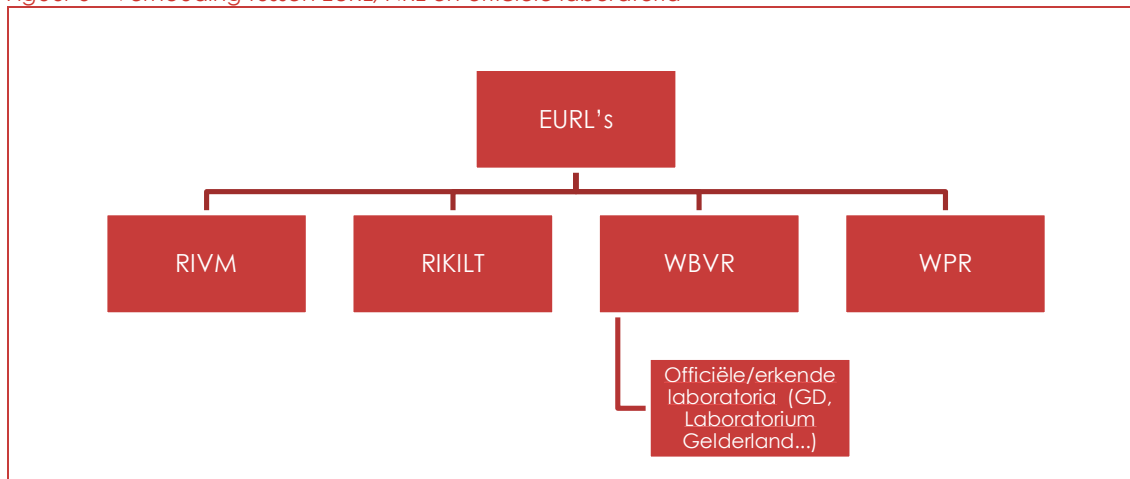 EURL's
RIVM
RIKILT
WBVR
WPR
Officiële/erkende
laboratoria (GD,
Laboratorium
Gelderland...)